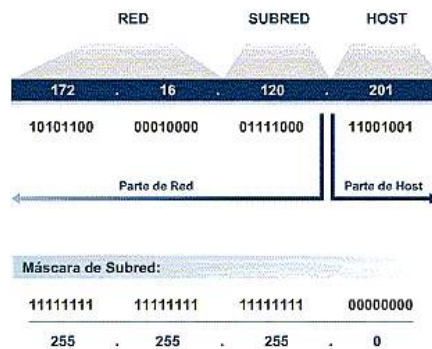 RED SUBRED HOST
172 . 16 . 120 . 201
10101100 00010000 01111000 11001001
Parte de Red Parte de Host
Máscara de Subred:
11111111 11111111 11111111 00000000
255 . 255 . 255 . 0